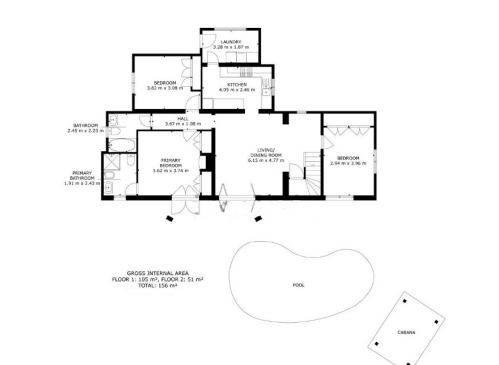 LAUNDRY
3.28 m x 1.87 m
BEDROOM
3.62 m x 3.08 m
KITCHEN
4.05 m x 2.46 m
BATHROOM
2.45 m x 2.23 m
HALL
3.67 m x 1.08 m
LIVING/
DINING ROOM
6.15 m x 4.77 m
BEDROOM
2.94 m x 3.96 m
PRIMARY
BEDROOM
3.62 m x 3.74 m
PRIMARY
BATHROOM
1.91 m x 2.43 m
GROSS INTERNAL AREA
FLOOR 1: 105 m², FLOOR 2: 51 m²
TOTAL: 156 m²
POOL
CABANA